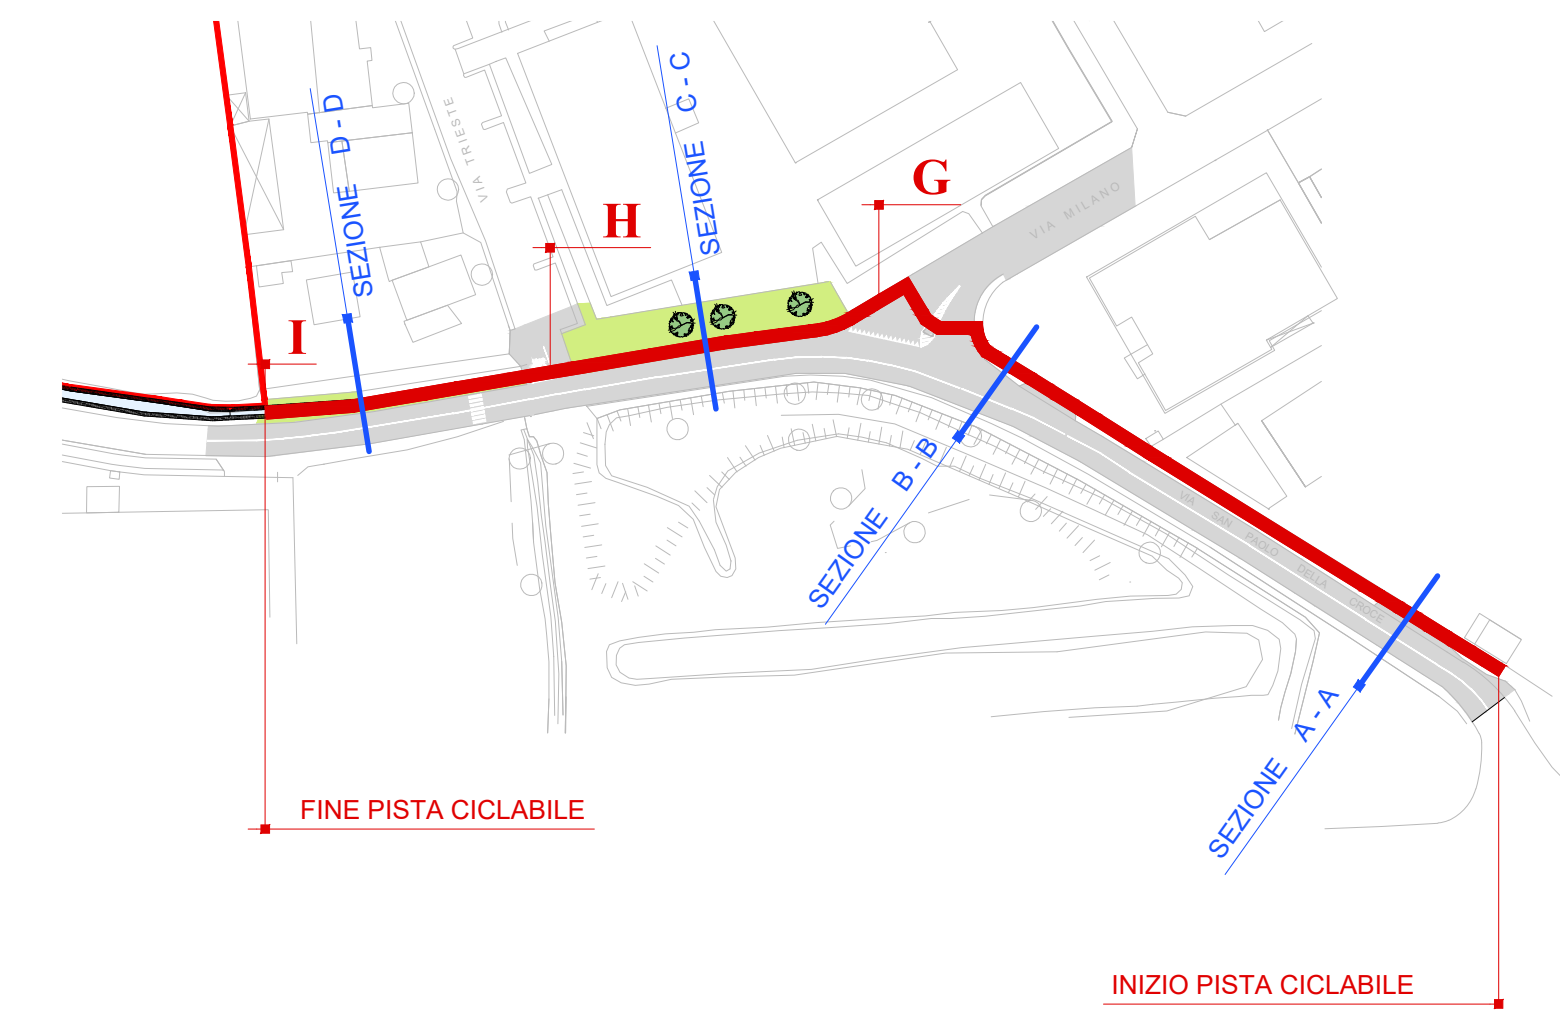 SEZIONE D - D
VIA TRIESTE
SEZIONE C - C
G
H
VIA MILANO
I
SEZIONE B - B
VIA SAN PAOLO DELLA CROCE
SEZIONE A - A
FINE PISTA CICLABILE
INIZIO PISTA CICLABILE